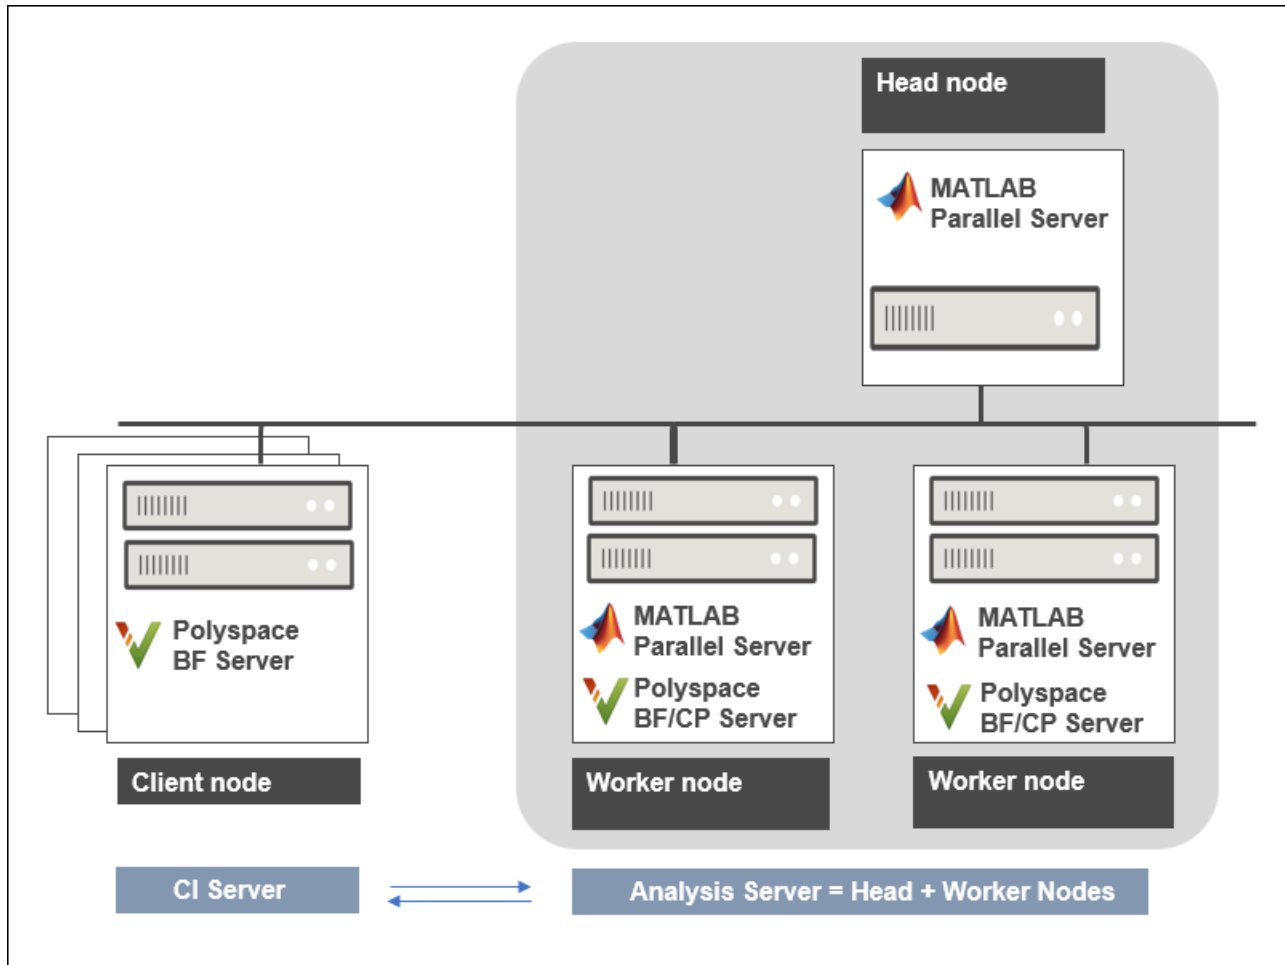 Head node
MATLAB
Parallel Server
Polyspace
BF Server
MATLAB
Parallel Server
Polyspace
BF/CP Server
MATLAB
Parallel Server
Polyspace
BF/CP Server
Client node
Worker node
Worker node
CI Server
Analysis Server = Head + Worker Nodes